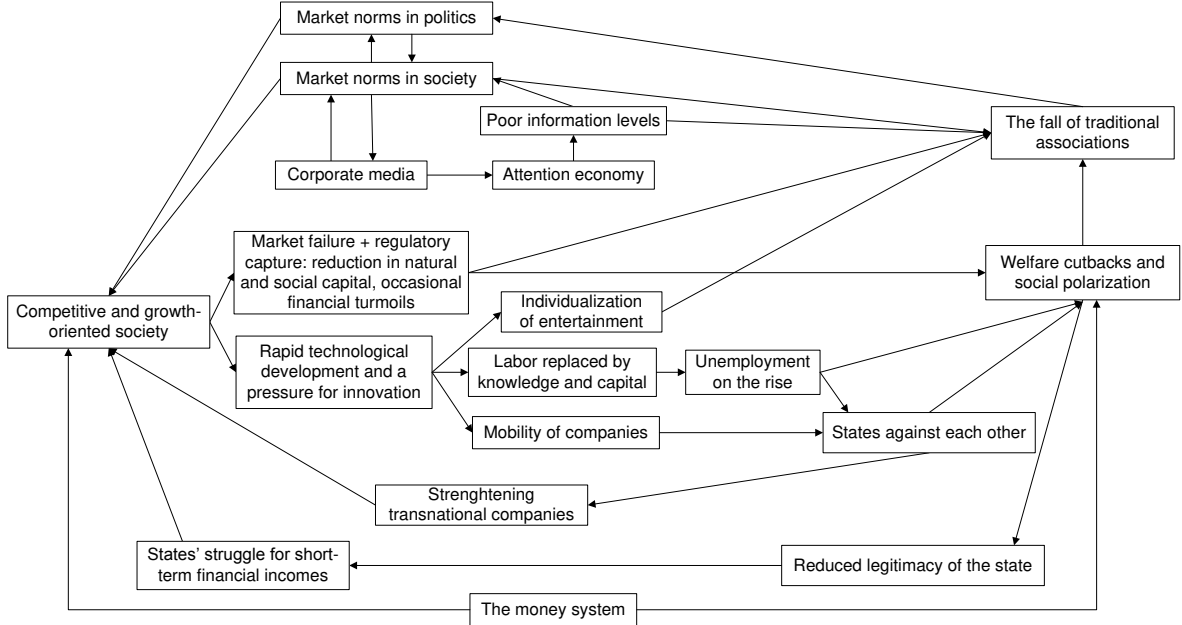 Market norms in politics
Market norms in society
Poor information levels
The fall of traditional
associations
Corporate media
Attention economy
Market failure + regulatory
capture: reduction in natural
and social capital, occasional
financial turmoils
Welfare cutbacks and
social polarization
Competitive and growth-
oriented society
Individualization
of entertainment
Rapid technological
development and a
pressure for innovation
Labor replaced by
knowledge and capital
Unemployment
on the rise
Mobility of companies
States against each other
Strenghtening
transnational companies
States’ struggle for short-
term financial incomes
Reduced legitimacy of the state
The money system